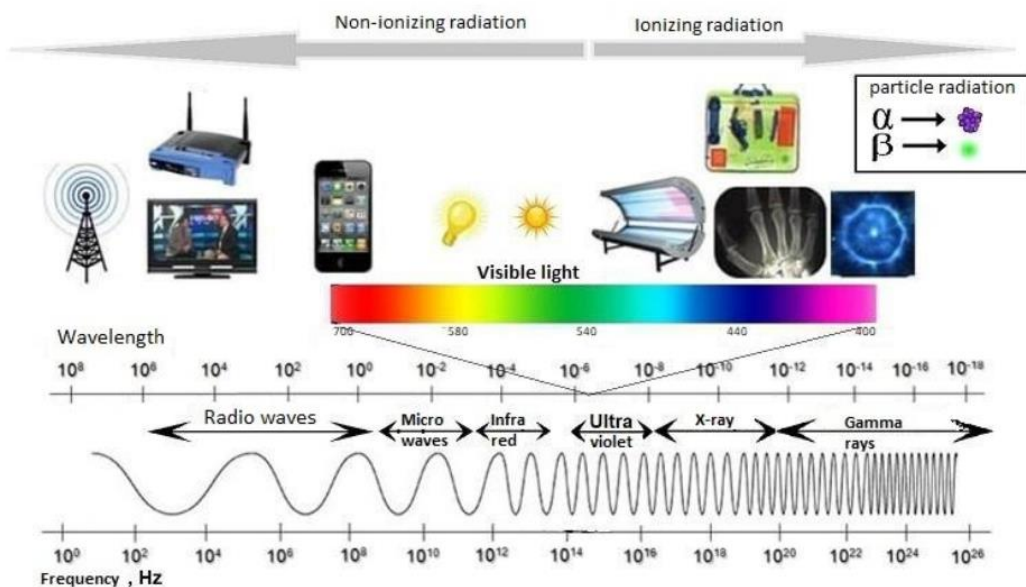 Non-ionizing radiation
Ionizing radiation
particle radiation
α
β
Visible light
700 580 540 440 400
Wavelength
10⁸ 10⁶ 10⁴ 10² 10⁰ 10⁻² 10⁻⁴ 10⁻⁶ 10⁻⁸ 10⁻¹⁰ 10⁻¹² 10⁻¹⁴ 10⁻¹⁶ 10⁻¹⁸
Radio waves
Micro
waves
Infra
red
Ultra
violet
X-ray
Gamma
rays
10⁰ 10² 10⁴ 10⁶ 10⁸ 10¹⁰ 10¹² 10¹⁴ 10¹⁶ 10¹⁸ 10²⁰ 10²² 10²⁴ 10²⁶
Frequency , Hz